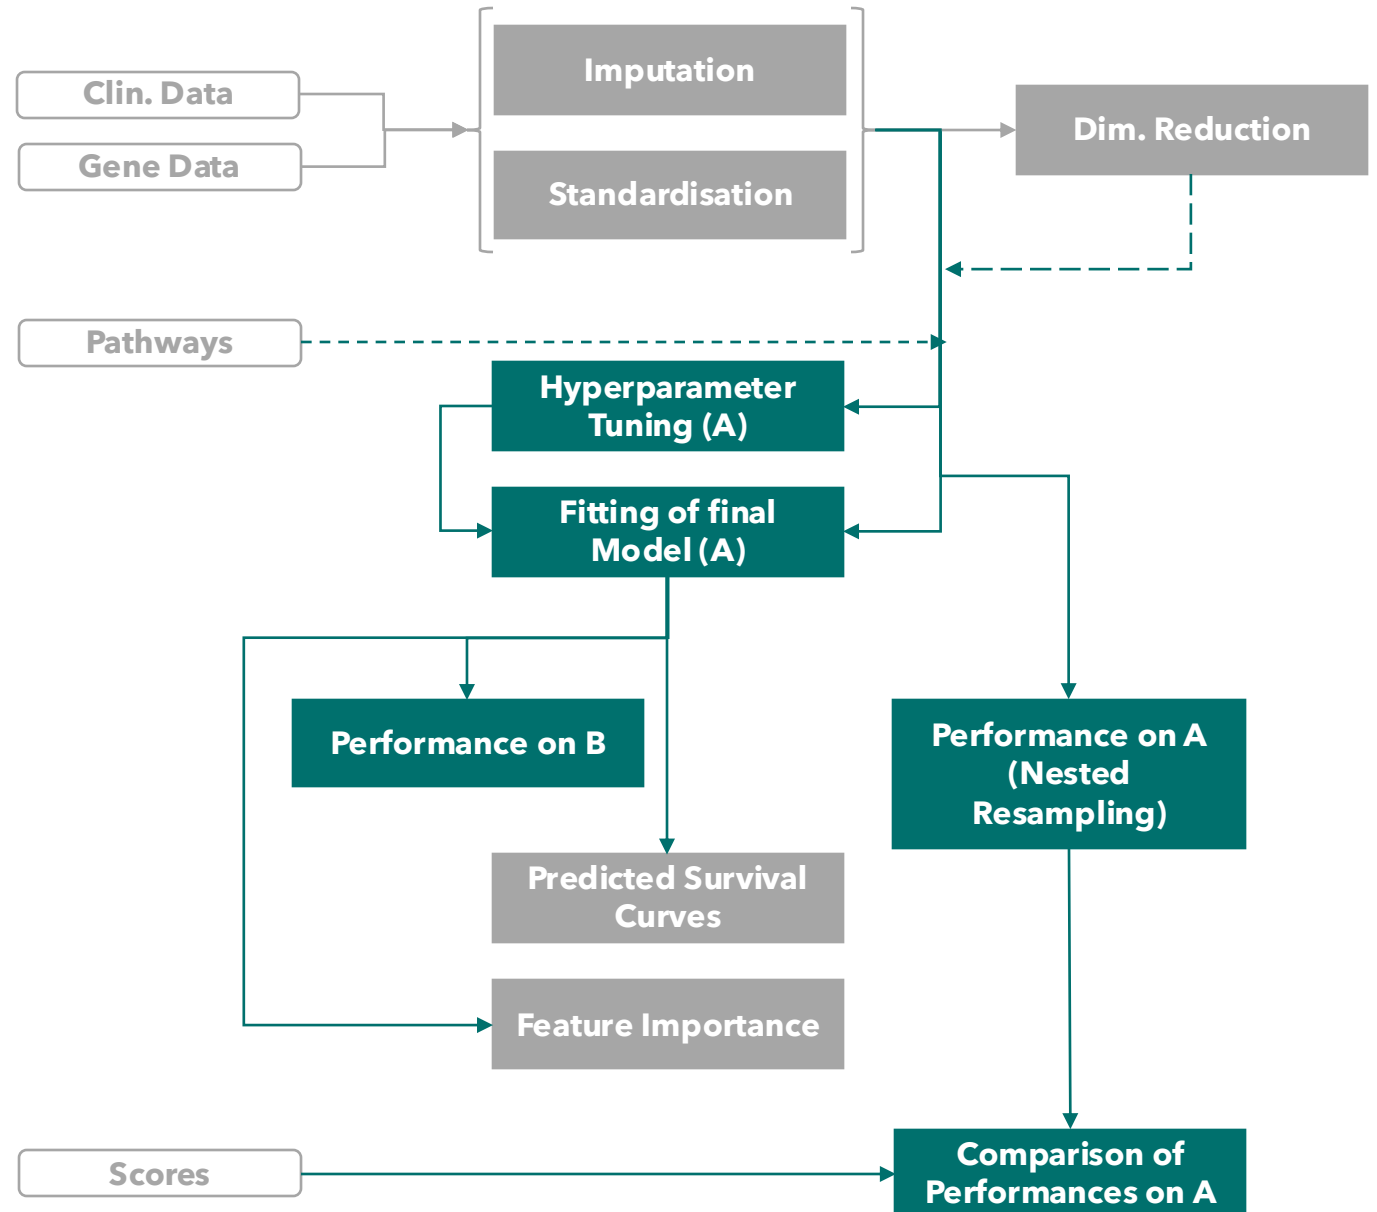 Imputation
Clin. Data
Dim. Reduction
Gene Data
Standardisation
Pathways
Hyperparameter
Tuning (A)
Fitting of final
Model (A)
Performance on B
Performance on A
(Nested
Resampling)
Predicted Survival
Curves
Feature Importance
Scores
Comparison of
Performances on A